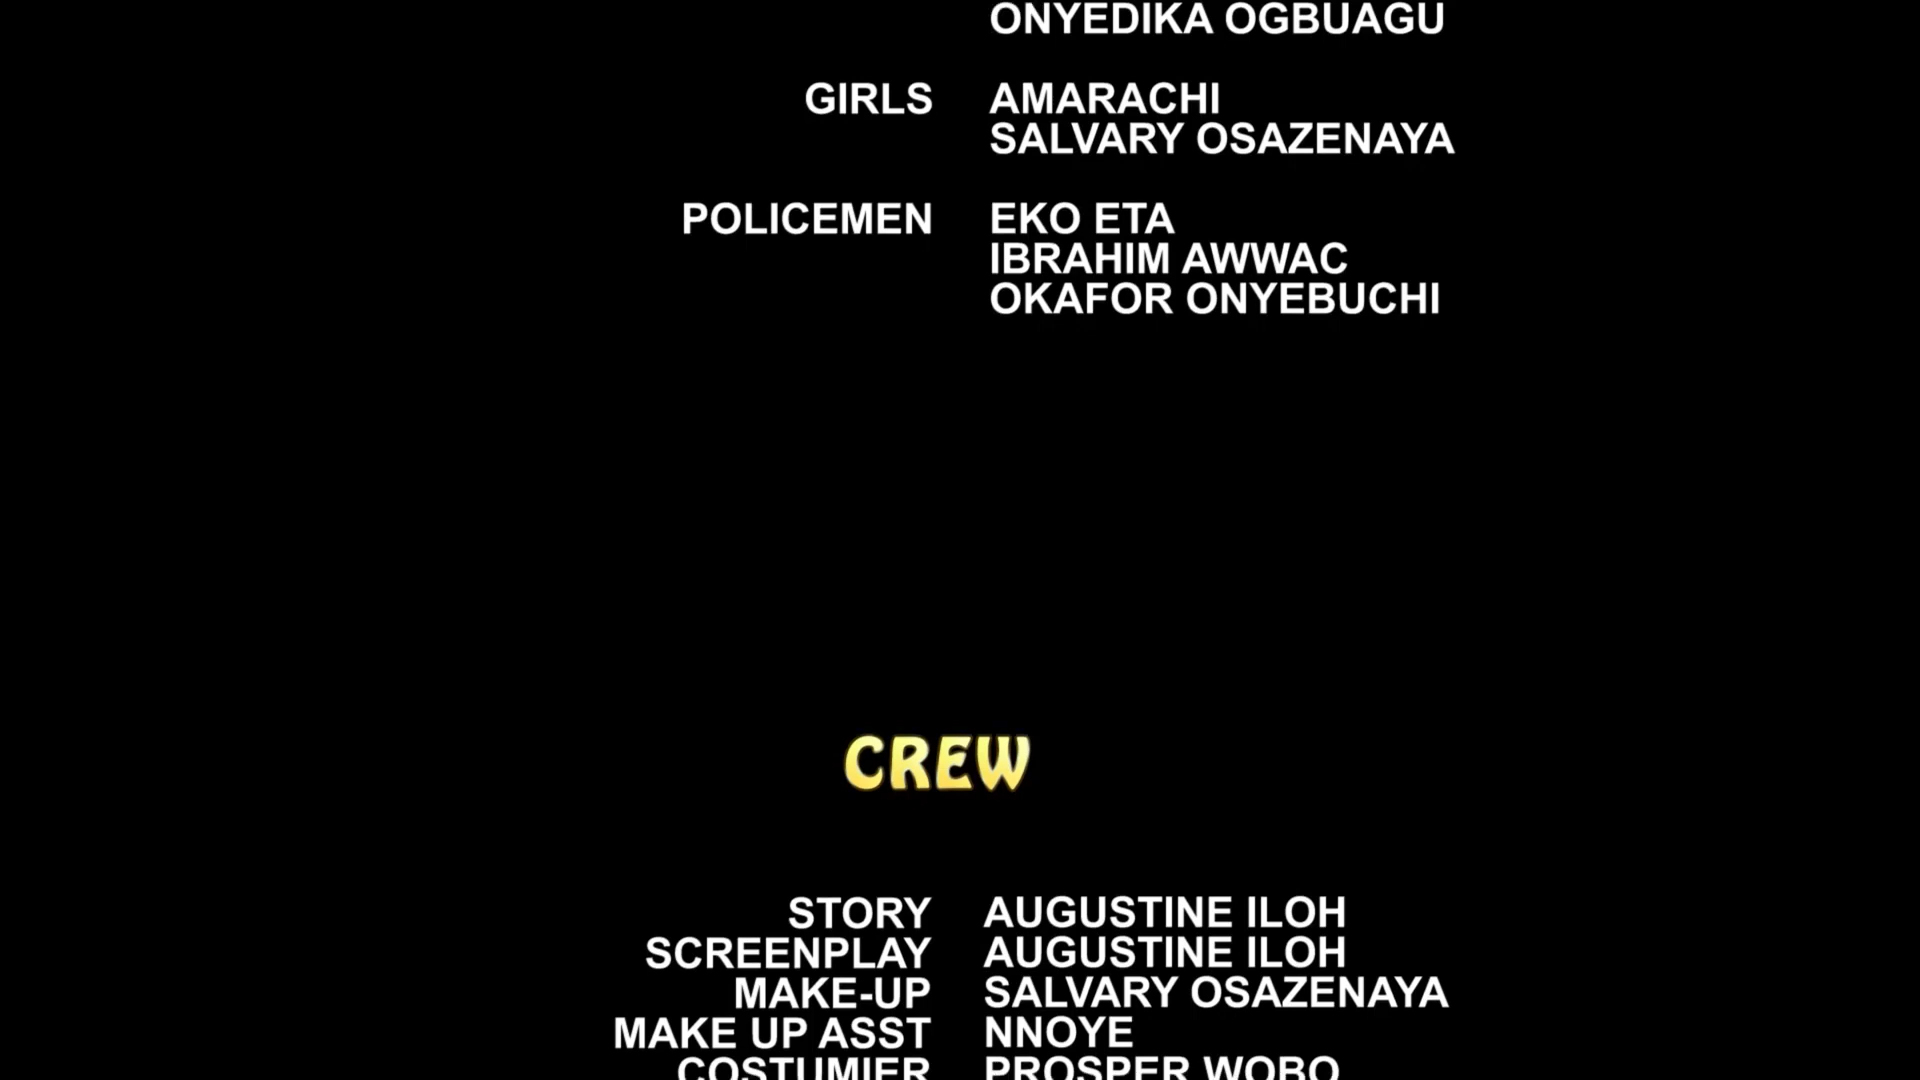 ONYEDIKA OGBUAGU
GIRLS AMARACHI
SALVARY OSAZENAYA
POLICEMEN EKO ETA
IBRAHIM AWWAC
OKAFOR ONYEBUCHI
CREW
STORY AUGUSTINE ILOH
SCREENPLAY AUGUSTINE ILOH
MAKE-UP SALVARY OSAZENAYA
MAKE UP ASST NNOYE
COSTUMIER PROSPER WOBO